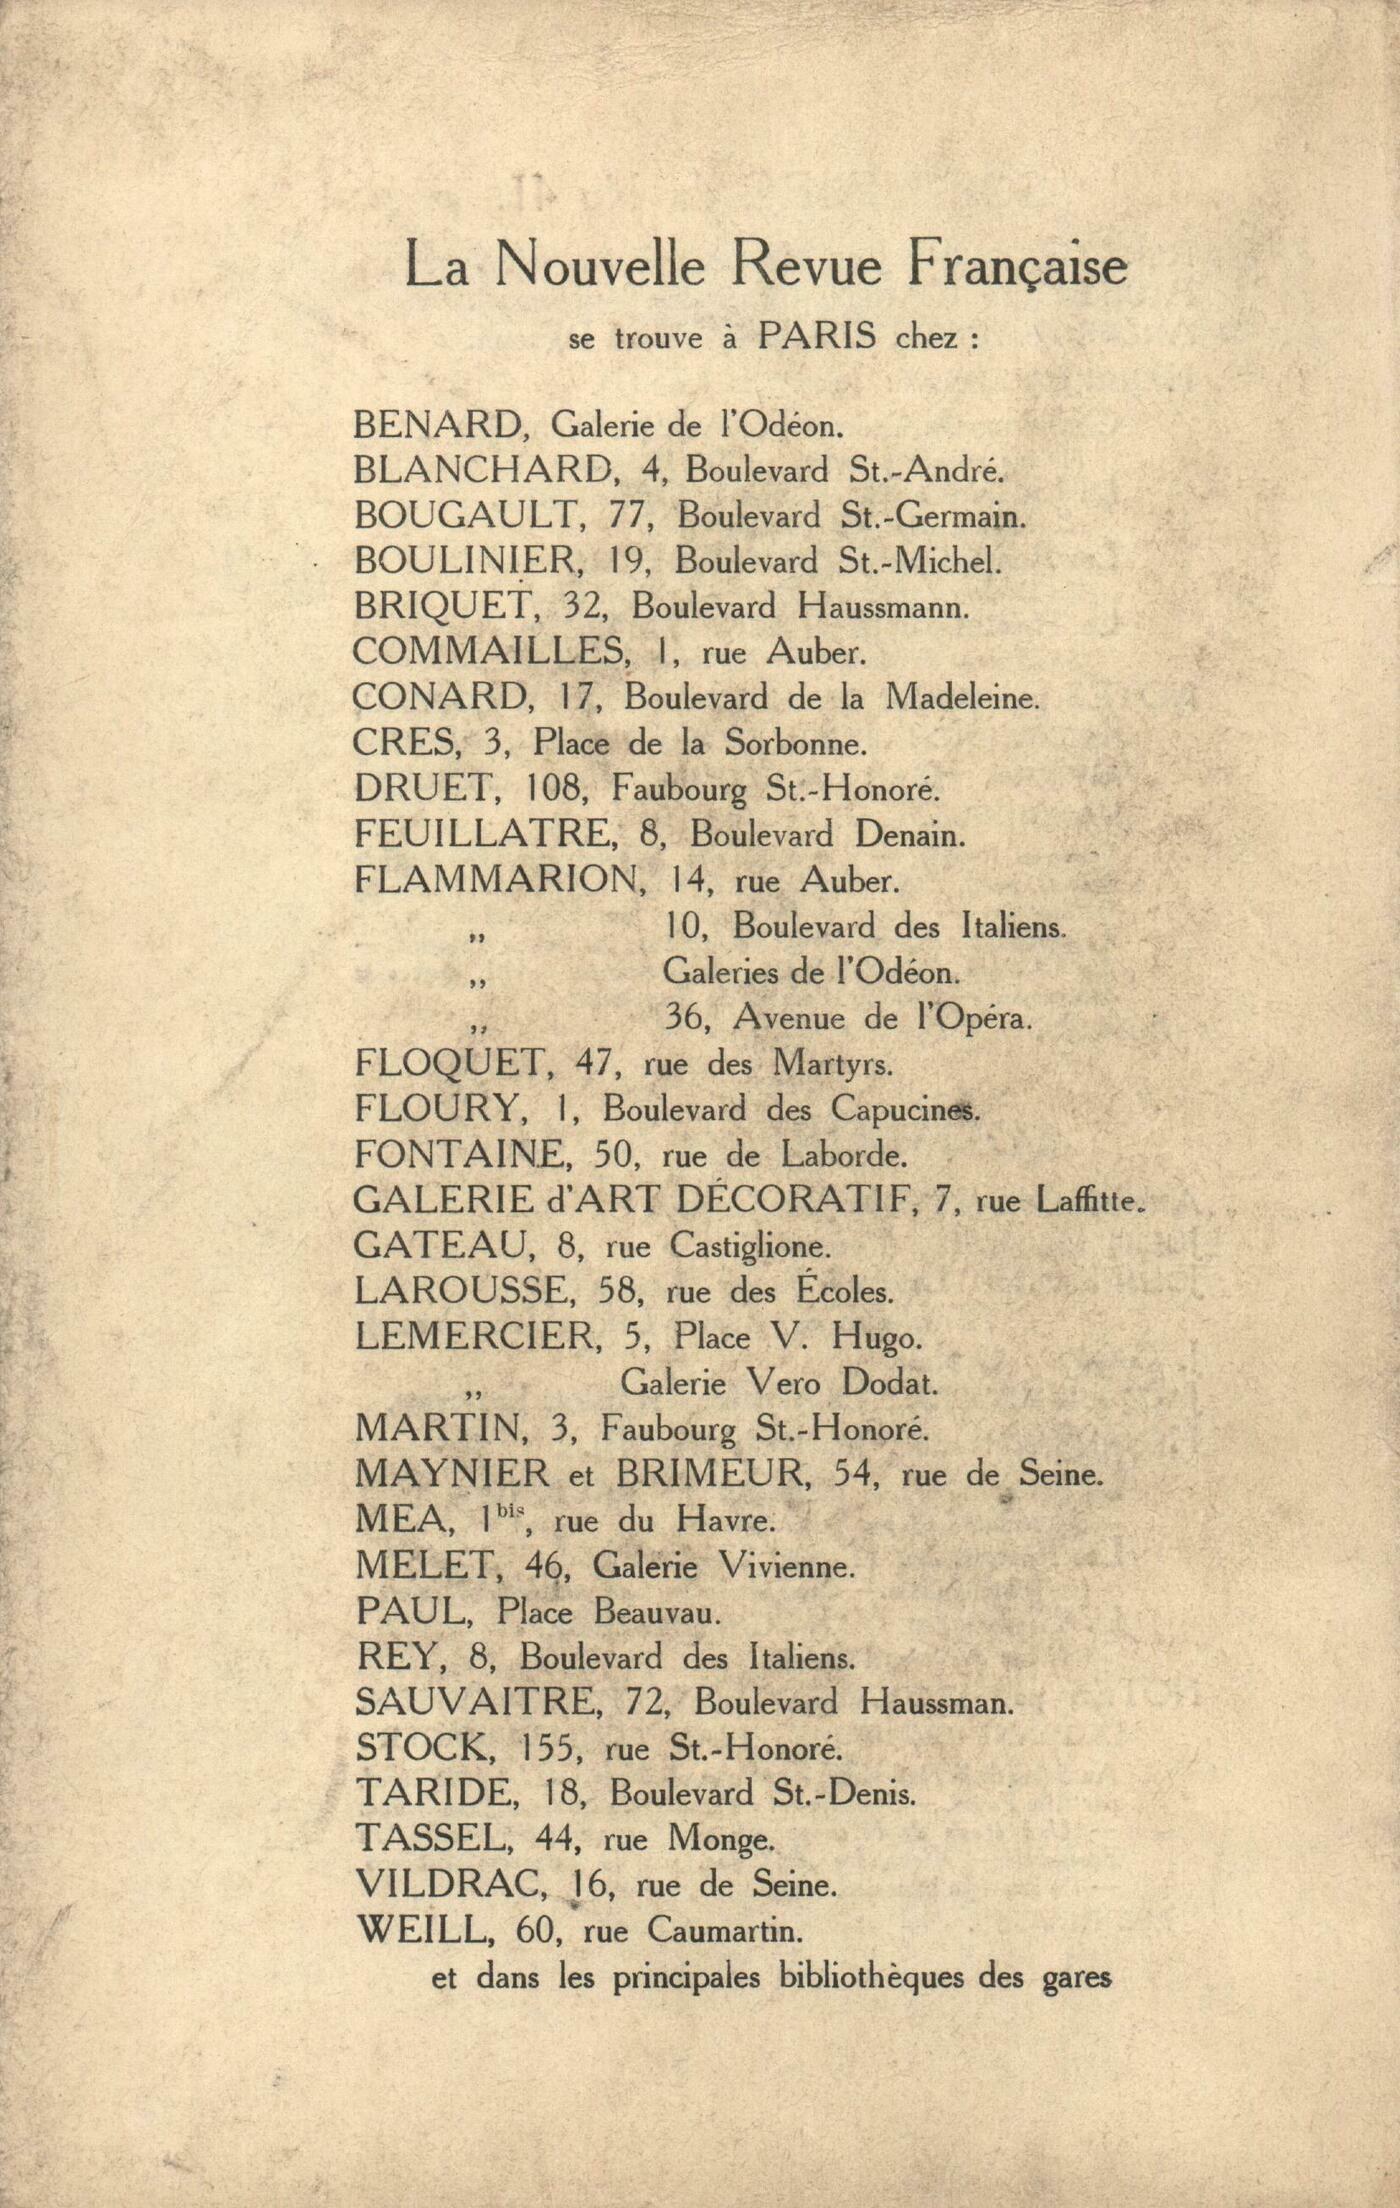 La Nouvelle Revue Française
se trouve à PARIS chez :
BENARD, Galerie de l'Odéon.
BLANCHARD, 4, Boulevard St.-André.
BOUGAULT, 77, Boulevard St.-Germain.
BOULINIER, 19, Boulevard St.-Michel.
BRIQUET, 32, Boulevard Haussmann.
COMMAILLES, 1, rue Auber.
CONARD, 17, Boulevard de la Madeleine.
CRES, 3, Place de la Sorbonne.
DRUET, 108, Faubourg St.-Honoré.
FEUILLATRE, 8, Boulevard Denain.
FLAMMARION, 14, rue Auber.
„ 10, Boulevard des Italiens.
„ Galeries de l'Odéon.
„ 36, Avenue de l'Opéra.
FLOQUET, 47, rue des Martyrs.
FLOURY, 1, Boulevard des Capucines.
FONTAINE, 50, rue de Laborde.
GALERIE d'ART DÉCORATIF, 7, rue Laffitte.
GATEAU, 8, rue Castiglione.
LAROUSSE, 58, rue des Écoles.
LEMERCIER, 5, Place V. Hugo.
„ Galerie Vero Dodat.
MARTIN, 3, Faubourg St.-Honoré.
MAYNIER et BRIMEUR, 54, rue de Seine.
MEA, 1bis, rue du Havre.
MELET, 46, Galerie Vivienne.
PAUL, Place Beauvau.
REY, 8, Boulevard des Italiens.
SAUVAITRE, 72, Boulevard Haussman.
STOCK, 155, rue St.-Honoré.
TARIDE, 18, Boulevard St.-Denis.
TASSEL, 44, rue Monge.
VILDRAC, 16, rue de Seine.
WEILL, 60, rue Caumartin.
et dans les principales bibliothèques des gares